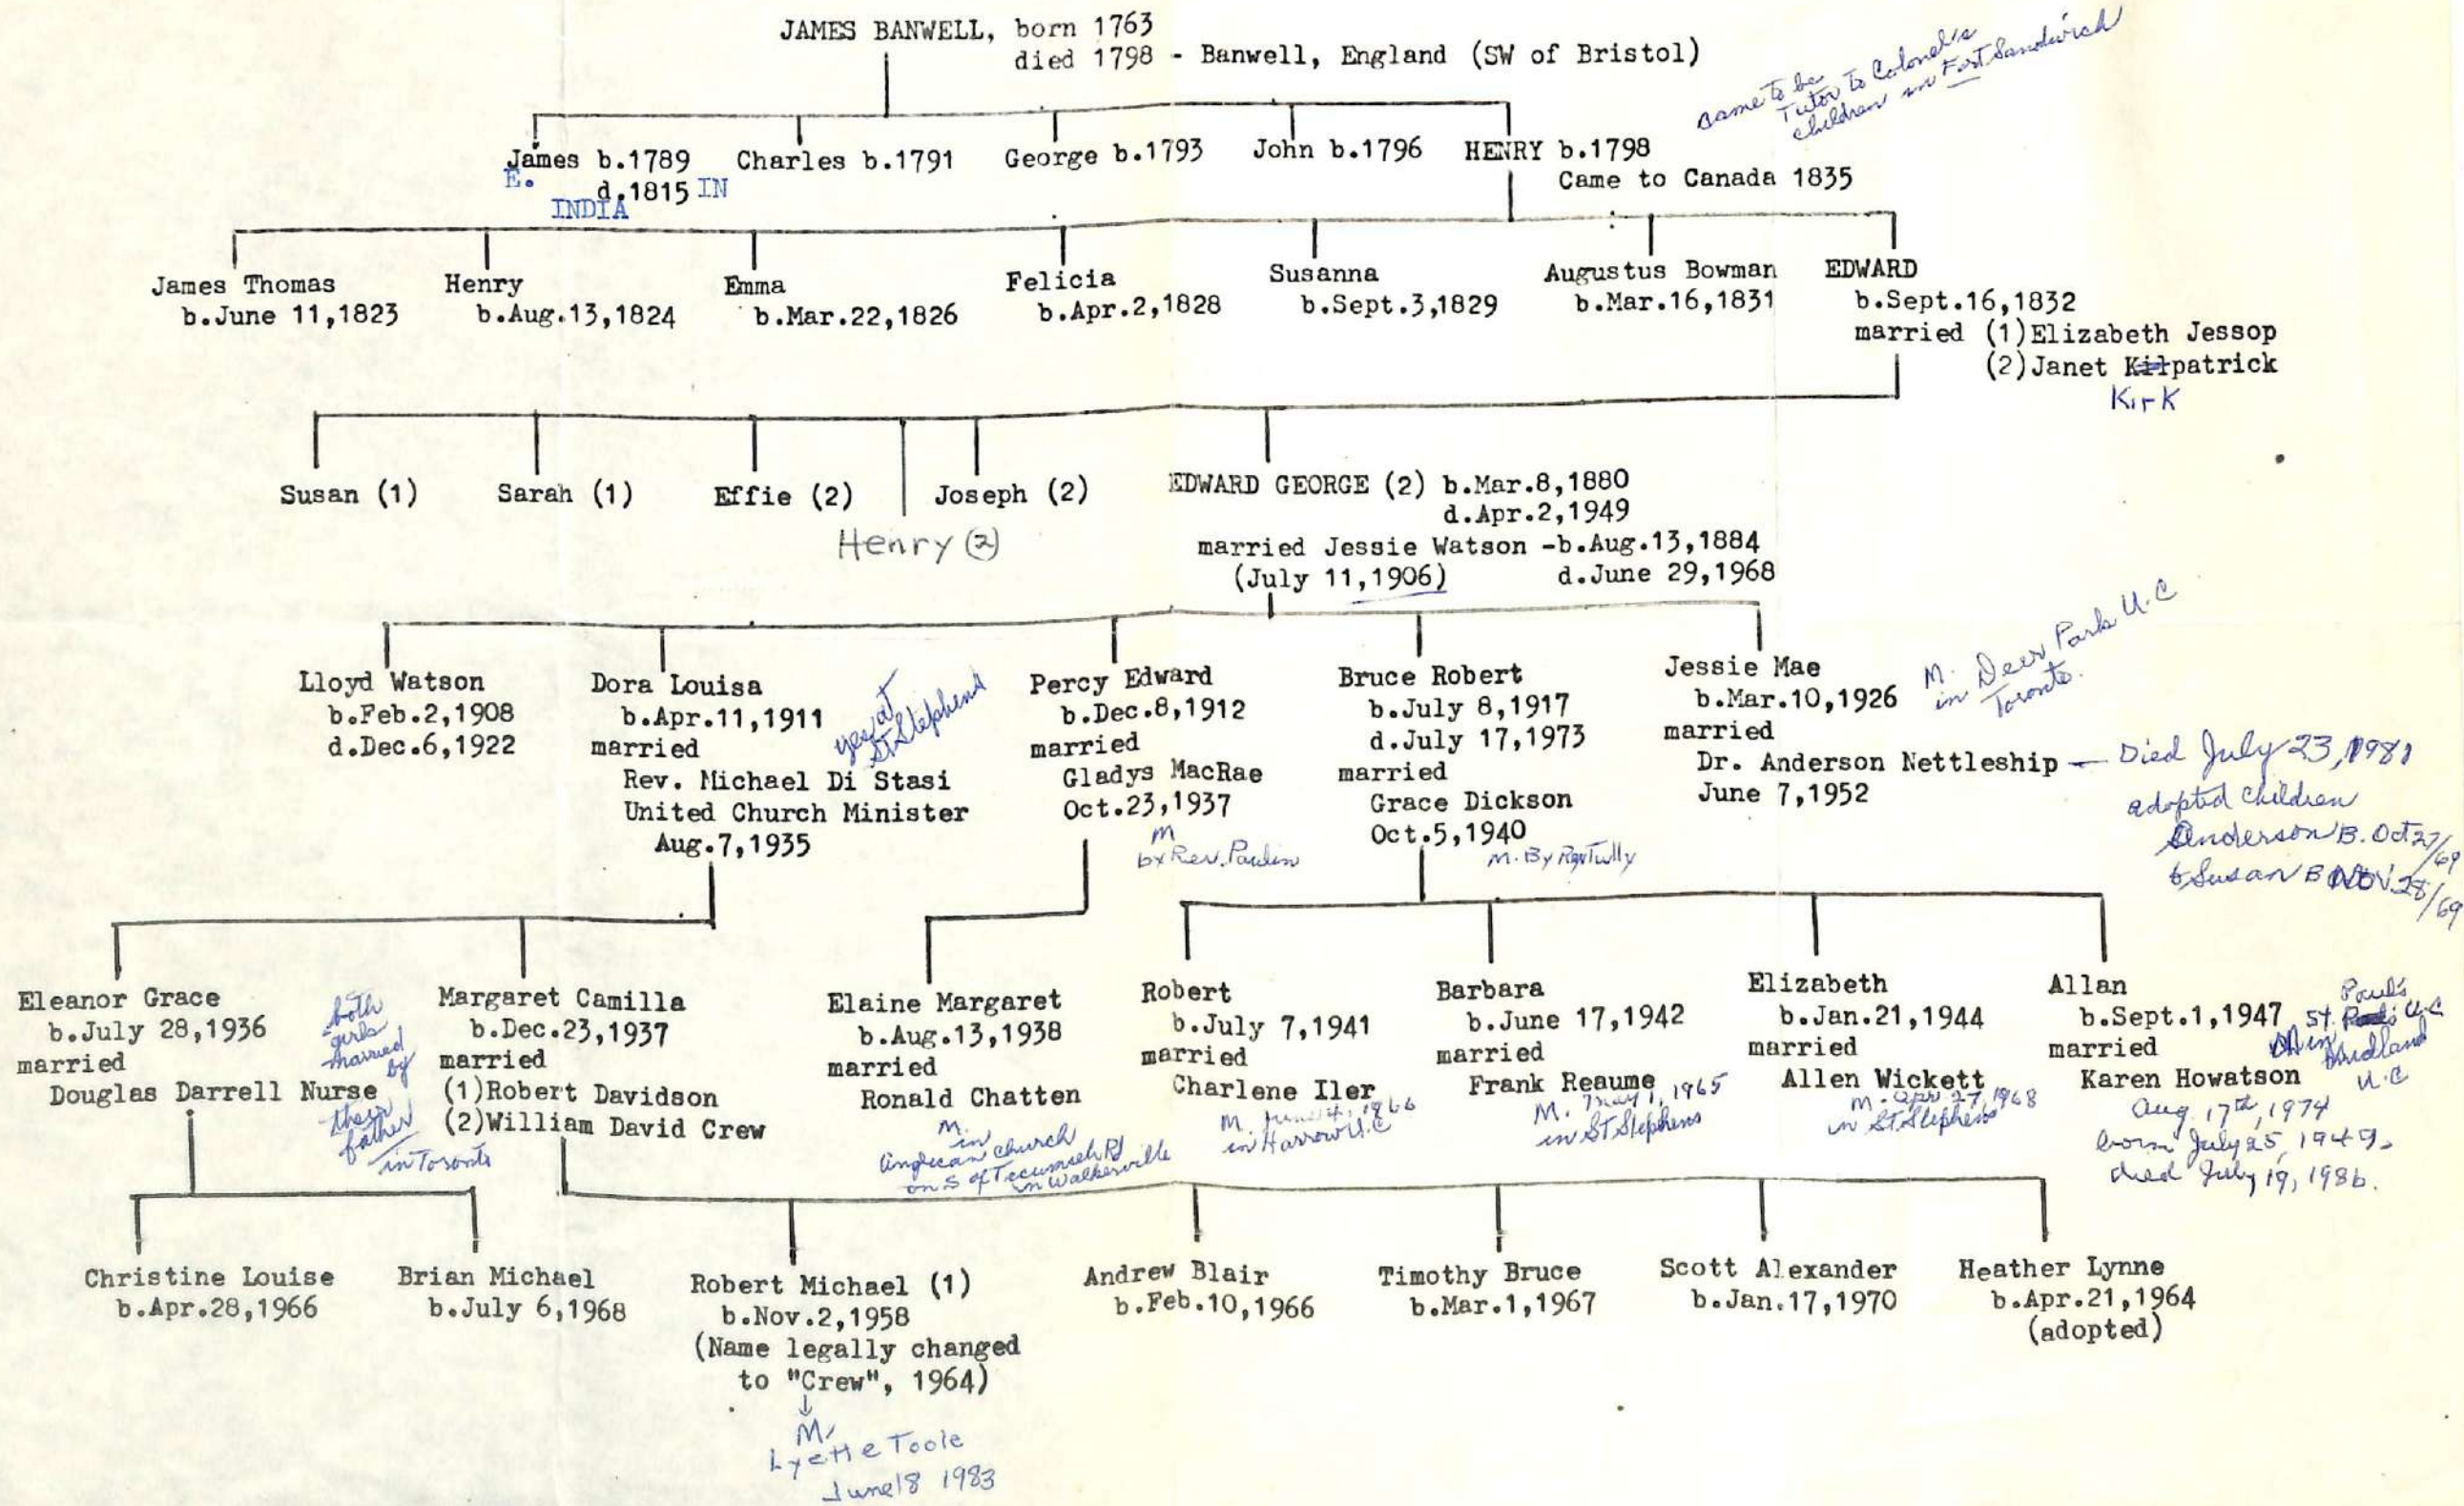 JAMES BANWELL, born 1763
died 1798 - Banwell, England (SW of Bristol)
came to be
Tutor to Colonel's
children in Fort Sandwich
James b.1789
E. d.1815 IN
INDIA
Charles b.1791
George b.1793
John b.1796
HENRY b.1798
Came to Canada 1835
James Thomas
b.June 11,1823
Henry
b.Aug.13,1824
Emma
b.Mar.22,1826
Felicia
b.Apr.2,1828
Susanna
b.Sept.3,1829
Augustus Bowman
b.Mar.16,1831
EDWARD
b.Sept.16,1832
married (1)Elizabeth Jessop
(2)Janet Kilpatrick
Kirk
Susan (1)
Sarah (1)
Effie (2)
Henry (2)
Joseph (2)
EDWARD GEORGE (2) b.Mar.8,1880
d.Apr.2,1949
married Jessie Watson -b.Aug.13,1884
(July 11,1906) d.June 29,1968
Lloyd Watson
b.Feb.2,1908
d.Dec.6,1922
Dora Louisa
b.Apr.11,1911
married
Rev. Michael Di Stasi
United Church Minister
Aug.7,1935
yes at
St Stephens
Percy Edward
b.Dec.8,1912
married
Gladys MacRae
Oct.23,1937
M
by Rev. Paulin
Bruce Robert
b.July 8,1917
d.July 17,1973
married
Grace Dickson
Oct.5,1940
M. By Rev Tully
Jessie Mae
b.Mar.10,1926
married
Dr. Anderson Nettleship
June 7,1952
M. in Deer Park U.C
Toronto.
— Died July 23, 1981
adopted children
Anderson B. Oct 27/69
& Susan B Nov. 28/69
Eleanor Grace
b.July 28,1936
married
Douglas Darrell Nurse
both
girls
married
by
their
father
in Toronto
Margaret Camilla
b.Dec.23,1937
married
(1)Robert Davidson
(2)William David Crew
Elaine Margaret
b.Aug.13,1938
married
Ronald Chatten
M.
in
Anglican church
on S of Tecumseh Rd
in Walkerville
Robert
b.July 7,1941
married
Charlene Iler
M. June 4, 1966
in Harrow U.C
Barbara
b.June 17,1942
married
Frank Reaume
M. May 1, 1965
in St Stephens
Elizabeth
b.Jan.21,1944
married
Allen Wickett
M. Apr. 27, 1968
in St. Stephens
Allan
b.Sept.1,1947
married
Karen Howatson
Paul's
St. U.C
M in
Midland
U.C
Aug. 17th, 1974
born July 25, 1949.
died July 19, 1986.
Christine Louise
b.Apr.28,1966
Brian Michael
b.July 6,1968
Robert Michael (1)
b.Nov.2,1958
(Name legally changed
to "Crew", 1964)
↓
M.
Lyette Toole
June 18 1983
Andrew Blair
b.Feb.10,1966
Timothy Bruce
b.Mar.1,1967
Scott Alexander
b.Jan.17,1970
Heather Lynne
b.Apr.21,1964
(adopted)